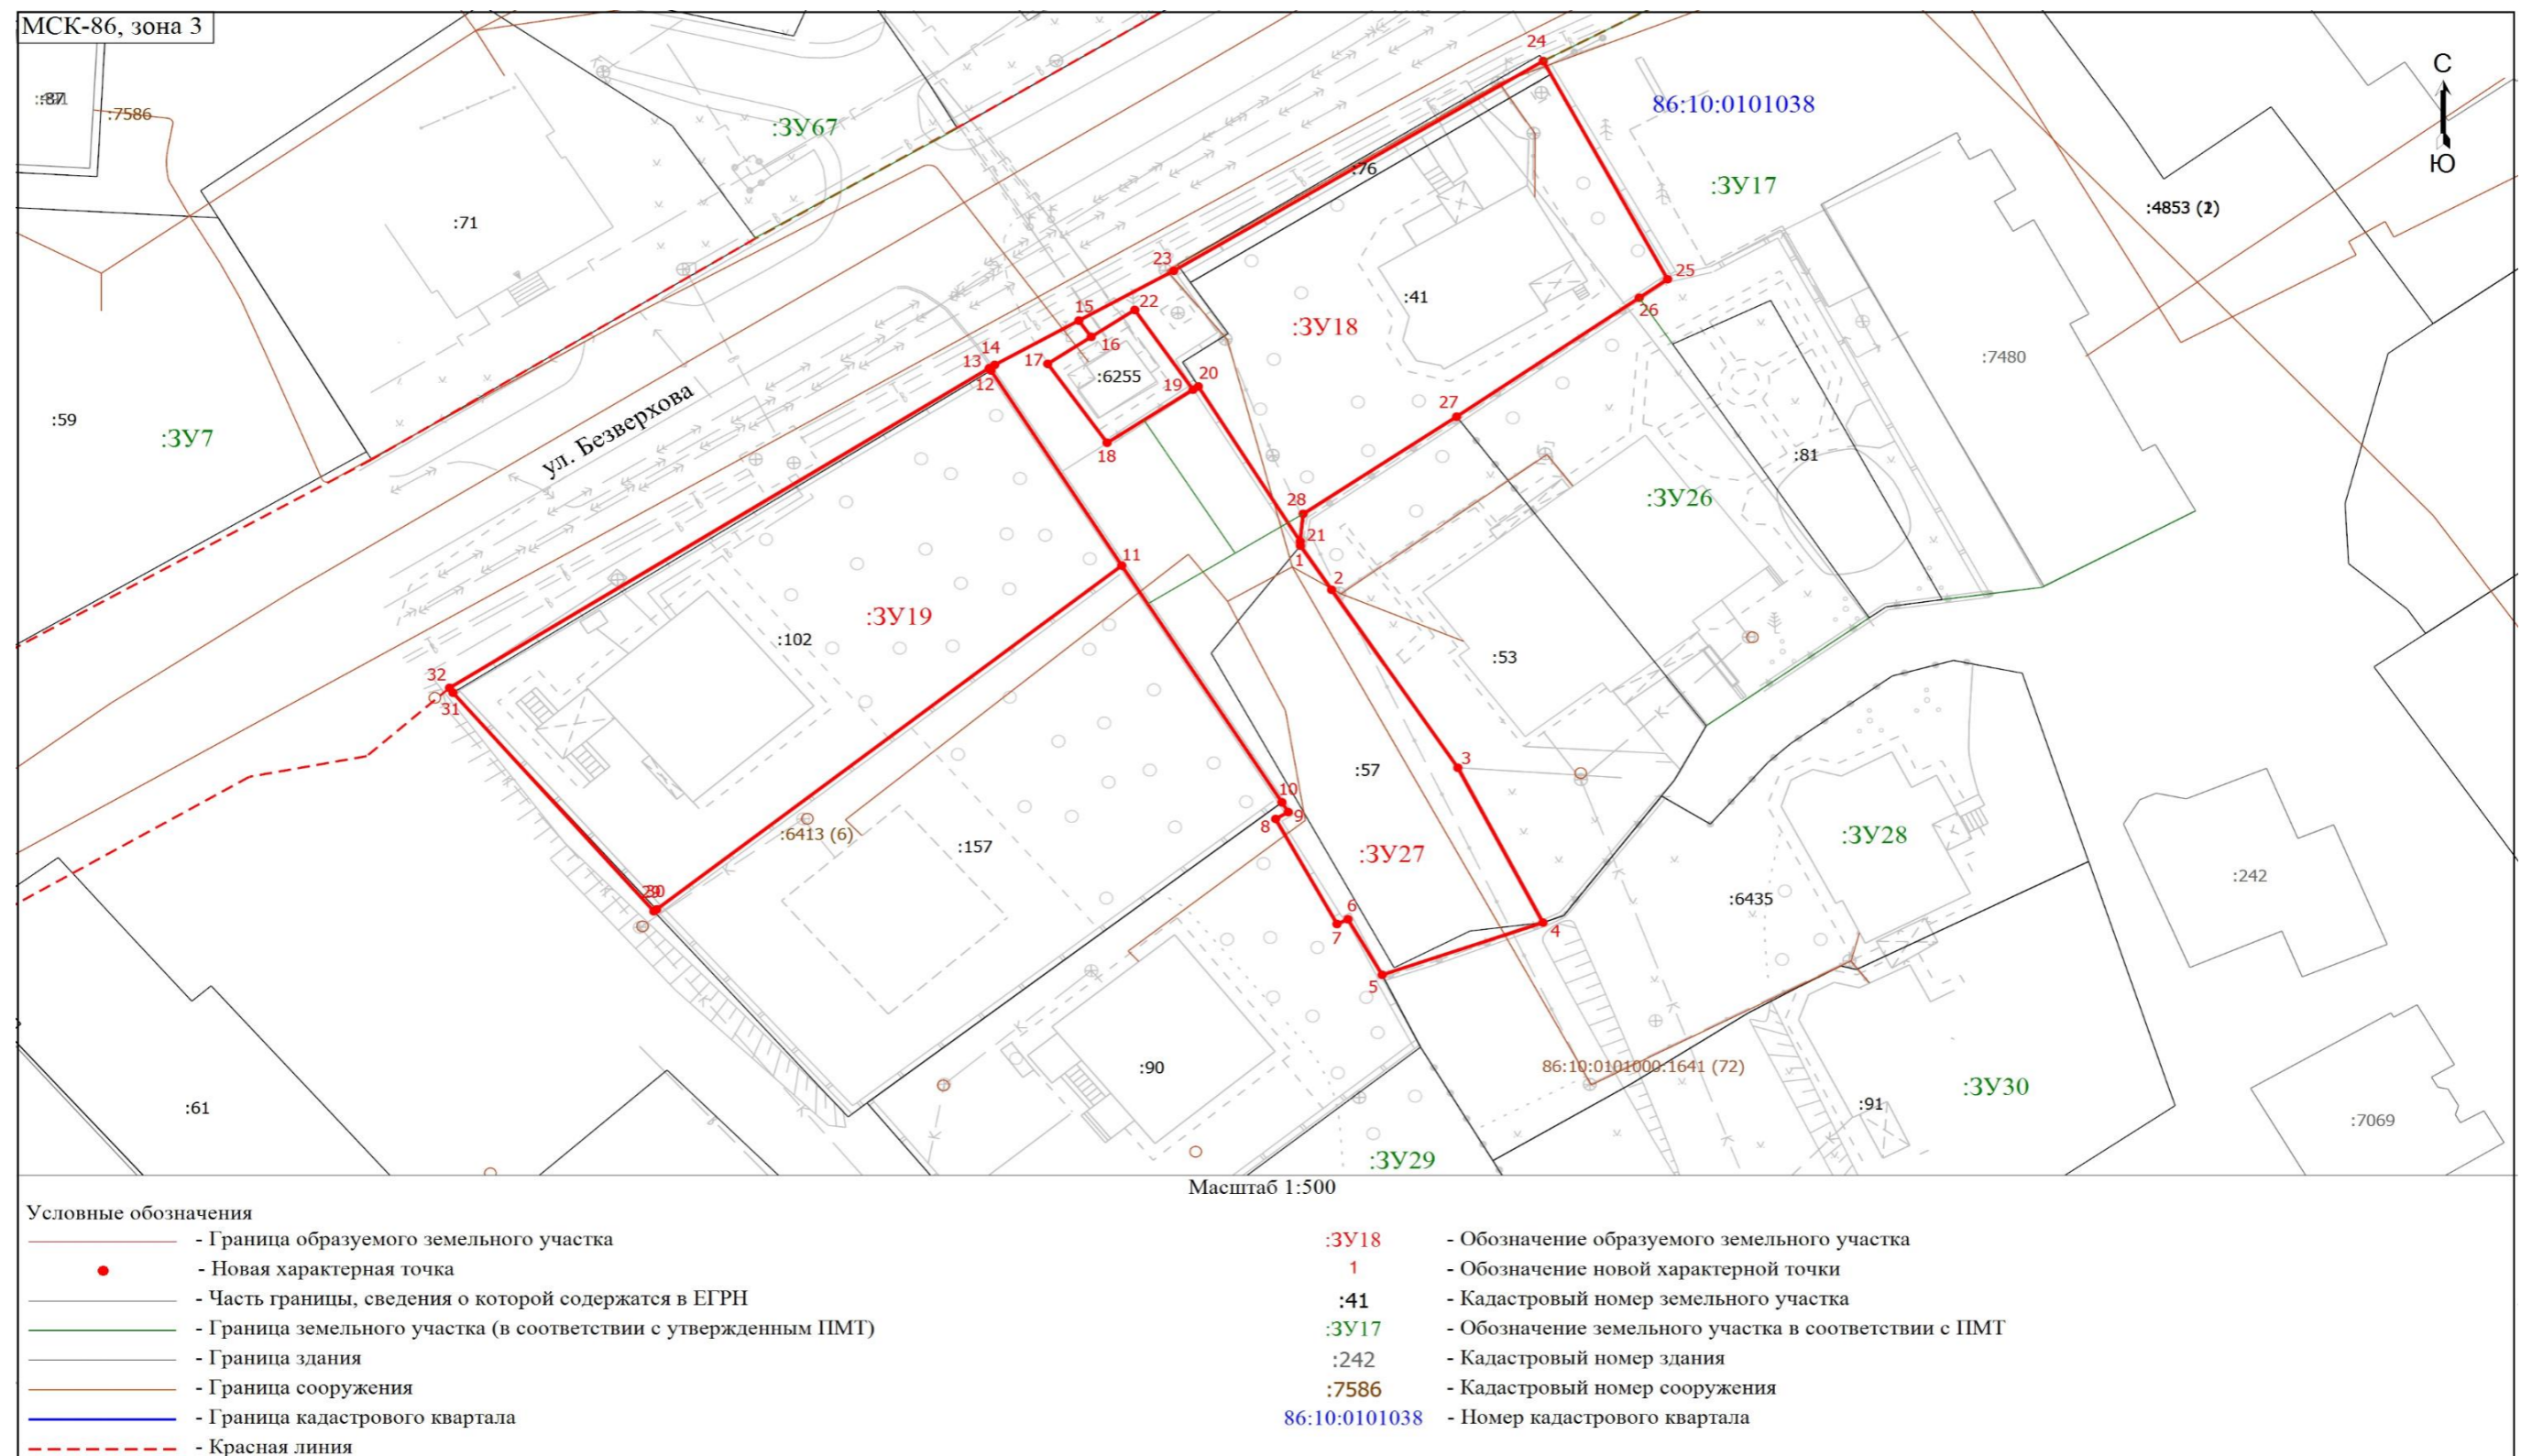 МСК-86, зона 3
24
С
:87
:7586
86:10:0101038
:ЗУ67
Ю
:76
:ЗУ17
:4853 (2)
:71
23
25
:41
26
15
22
:ЗУ18
16
14
13
17
:6255
:7480
12
19
20
ул. Безверхова
27
:59
:ЗУ7
18
:81
28
:ЗУ26
21
11
1
2
:ЗУ19
:102
:53
32
31
3
:57
10
9
8
:6413 (6)
:157
:ЗУ27
:ЗУ28
:242
30
:6435
6
7
4
5
:90
86:10:0101000:1641 (72)
:ЗУ30
:61
:91
:7069
:ЗУ29
Масштаб 1:500
Условные обозначения
- Граница образуемого земельного участка
- Новая характерная точка
- Часть границы, сведения о которой содержатся в ЕГРН
- Граница земельного участка (в соответствии с утвержденным ПМТ)
- Граница здания
- Граница сооружения
- Граница кадастрового квартала
- Красная линия
:ЗУ18 - Обозначение образуемого земельного участка
1 - Обозначение новой характерной точки
:41 - Кадастровый номер земельного участка
:ЗУ17 - Обозначение земельного участка в соответствии с ПМТ
:242 - Кадастровый номер здания
:7586 - Кадастровый номер сооружения
86:10:0101038 - Номер кадастрового квартала